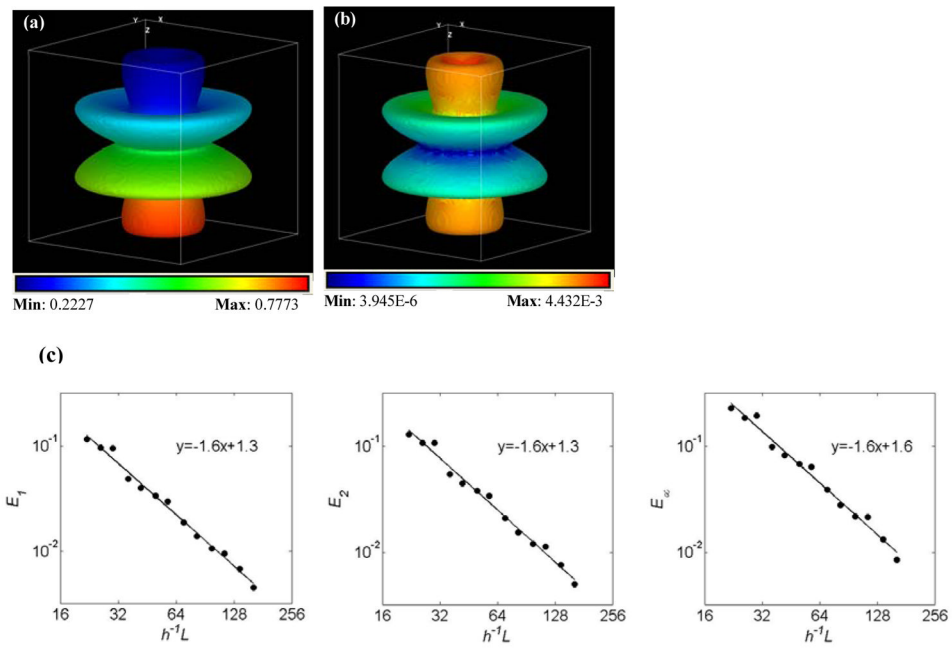 (a)
Y X
Z
(b)
Y X
Z
Min: 0.2227 Max: 0.7773
Min: 3.945E-6 Max: 4.432E-3
(c)
10⁻¹
10⁻²
E₁
y=-1.6x+1.3
16 32 64 128 256
h⁻¹L
10⁻¹
10⁻²
E₂
y=-1.6x+1.3
16 32 64 128 256
h⁻¹L
10⁻¹
10⁻²
E∞
y=-1.6x+1.6
16 32 64 128 256
h⁻¹L